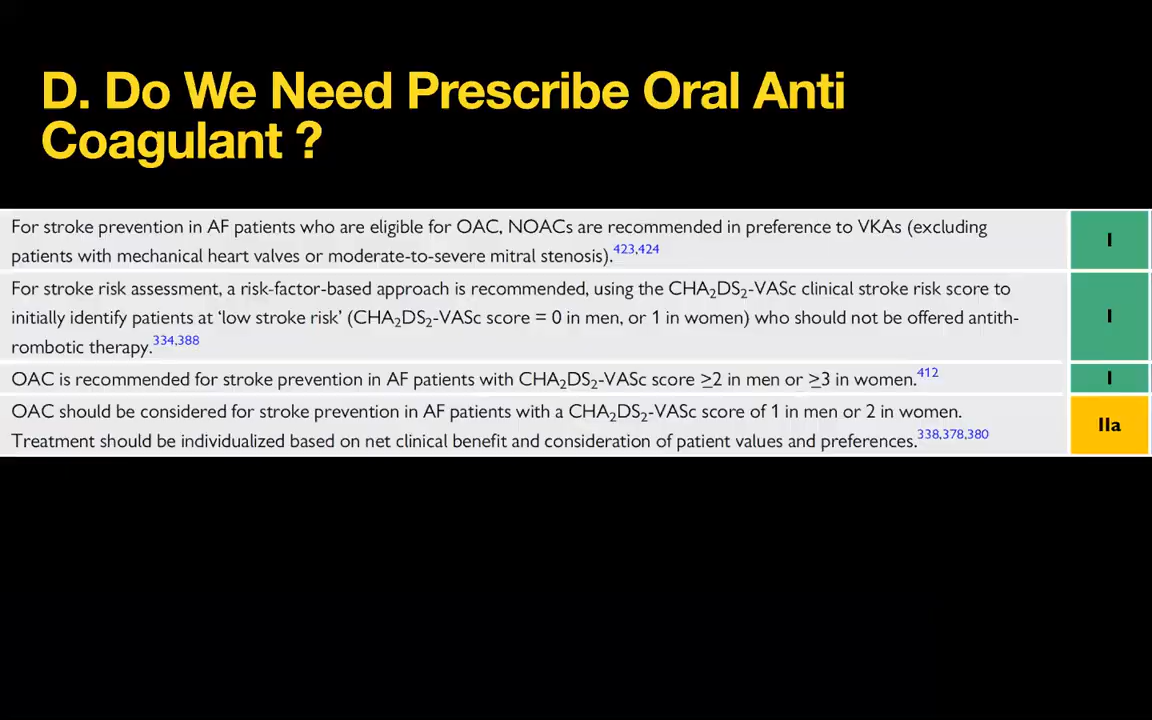 D. Do We Need Prescribe Oral Anti
Coagulant ?
For stroke prevention in AF patients who are eligible for OAC, NOACs are recommended in preference to VKAs (excluding
patients with mechanical heart valves or moderate-to-severe mitral stenosis).423,424
I
For stroke risk assessment, a risk-factor-based approach is recommended, using the CHA2DS2-VASc clinical stroke risk score to
initially identify patients at ‘low stroke risk’ (CHA2DS2-VASc score = 0 in men, or 1 in women) who should not be offered antith-
rombotic therapy.334,388
I
OAC is recommended for stroke prevention in AF patients with CHA2DS2-VASc score ≥2 in men or ≥3 in women.412
I
OAC should be considered for stroke prevention in AF patients with a CHA2DS2-VASc score of 1 in men or 2 in women.
Treatment should be individualized based on net clinical benefit and consideration of patient values and preferences.338,378,380
IIa